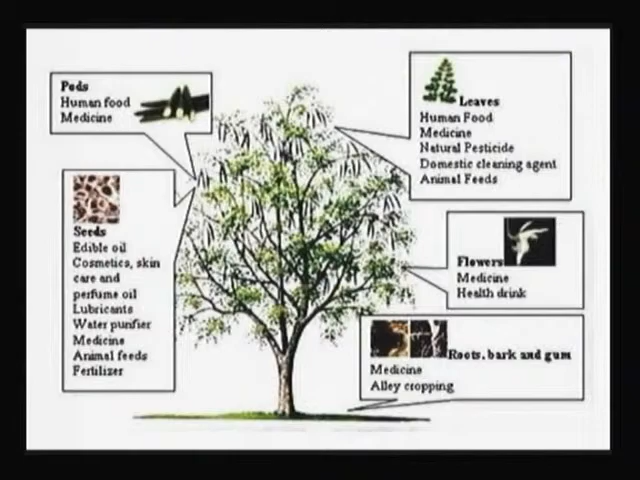 Pods
Human food
Medicine
Leaves
Human Food
Medicine
Natural Pesticide
Domestic cleaning agent
Animal Feeds
Seeds
Edible oil
Cosmetics, skin
care and
perfume oil
Lubricants
Water purifier
Medicine
Animal feeds
Fertilizer
Flowers
Medicine
Health drink
Roots, bark and gum
Medicine
Alley cropping